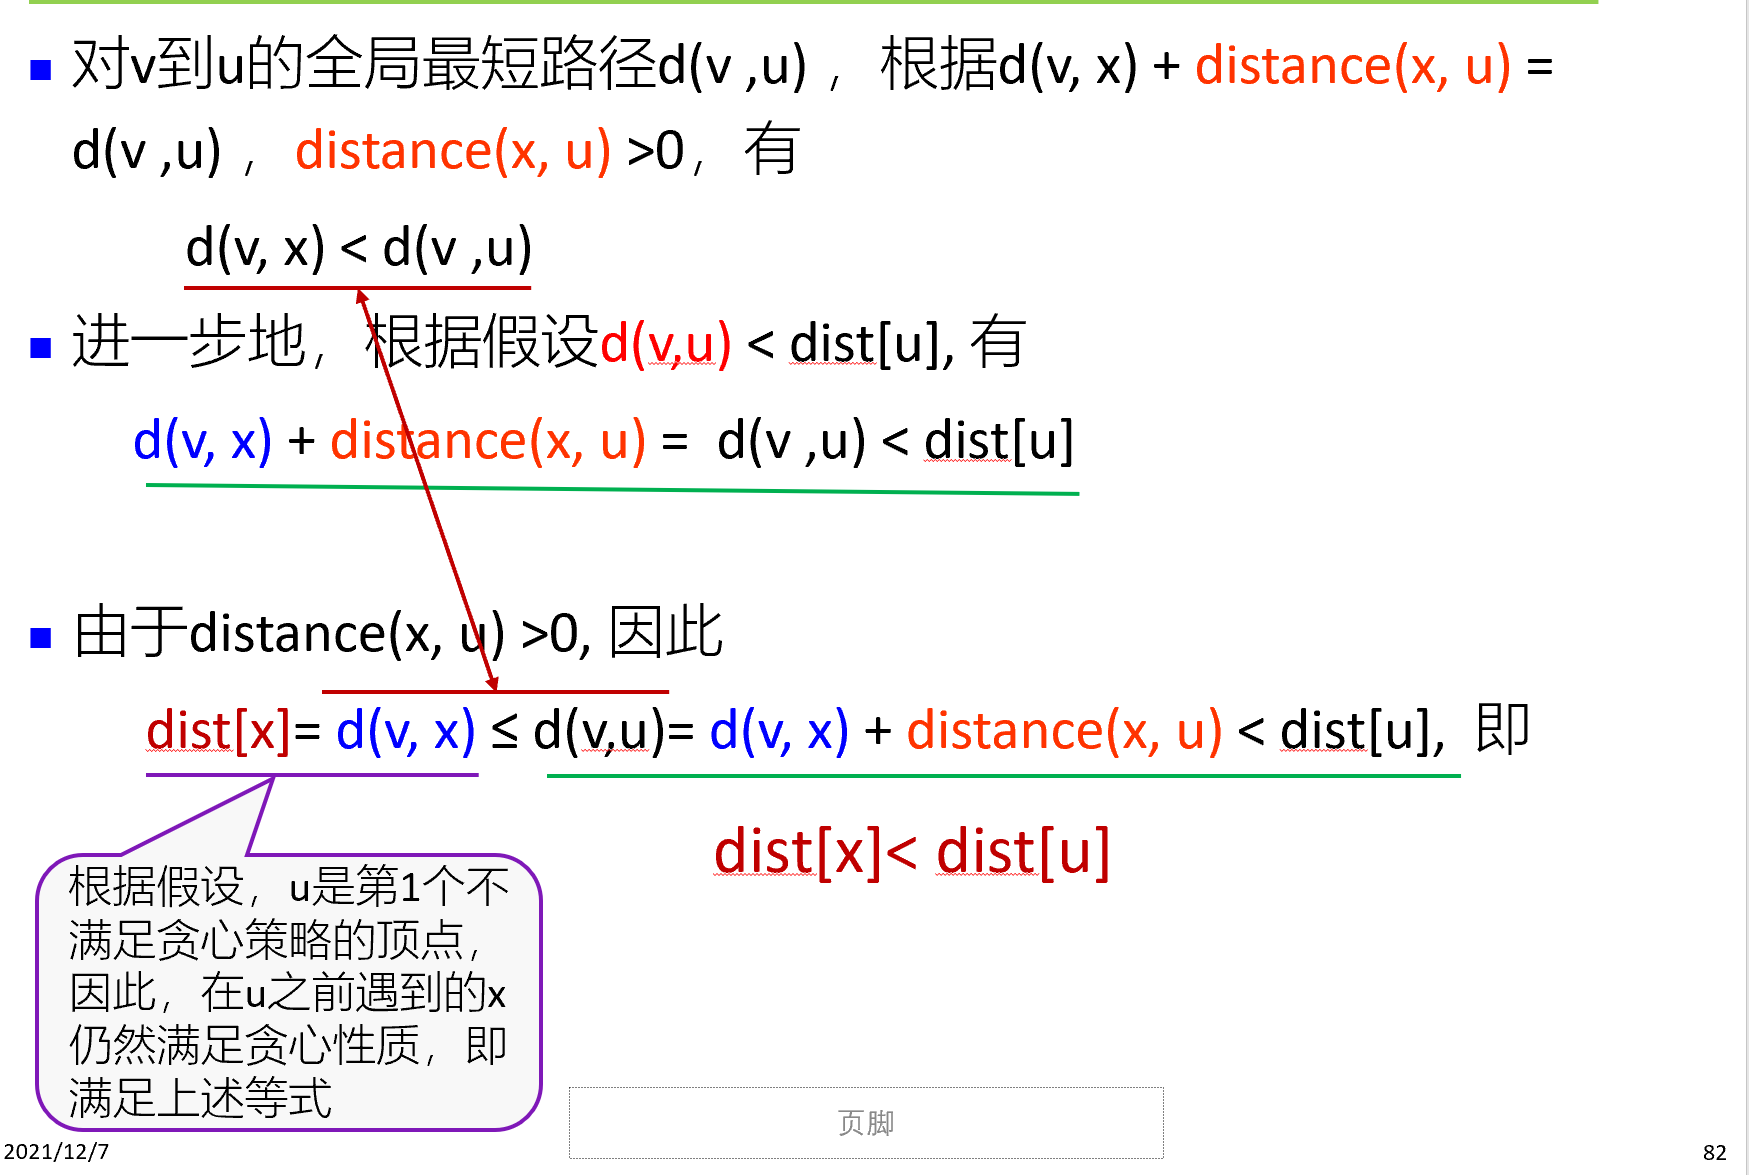 对v到u的全局最短路径d(v ,u) ， 根据d(v, x) + distance(x, u) =
d(v ,u) ， distance(x, u) >0，有
d(v, x) < d(v ,u)
进一步地，根据假设d(v,u) < dist[u], 有
d(v, x) + distance(x, u) = d(v ,u) < dist[u]
由于distance(x, u) >0, 因此
dist[x]= d(v, x) ≤ d(v,u)= d(v, x) + distance(x, u) < dist[u], 即
dist[x]< dist[u]
根据假设，u是第1个不
满足贪心策略的顶点，
因此，在u之前遇到的x
仍然满足贪心性质，即
满足上述等式
页脚
2021/12/7
82